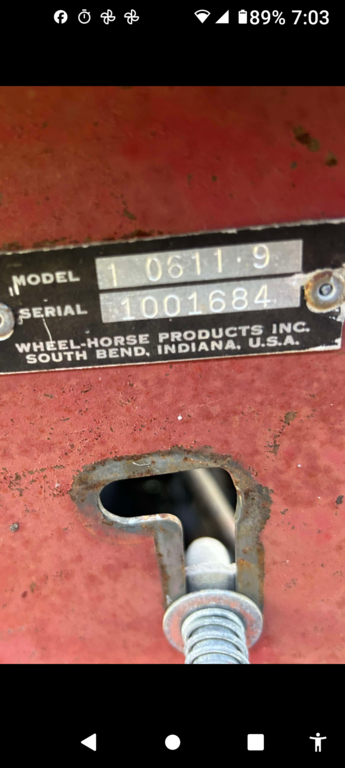 89% 7:03
MODEL 1 0611 9
SERIAL 1001684
WHEEL-HORSE PRODUCTS INC.
SOUTH BEND, INDIANA, U.S.A.